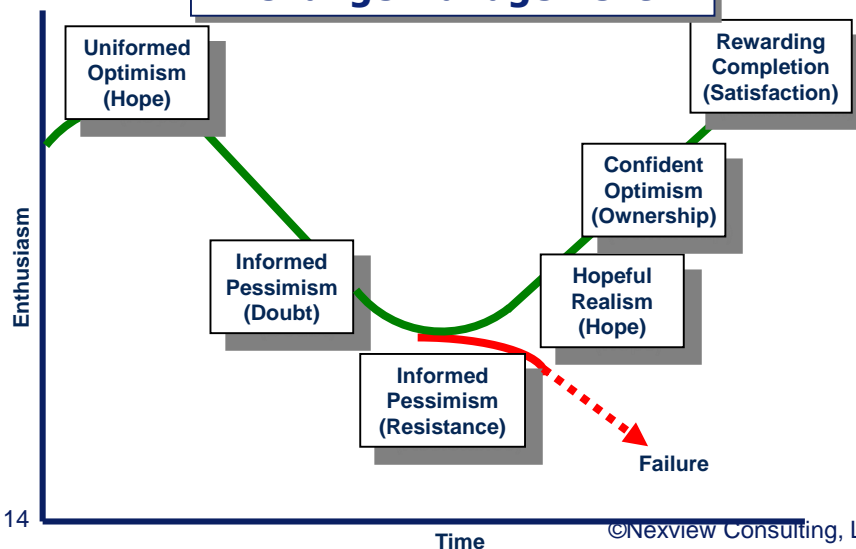 Uniformed
Optimism
(Hope)
Rewarding
Completion
(Satisfaction)
Confident
Optimism
(Ownership)
Informed
Pessimism
(Doubt)
Hopeful
Realism
(Hope)
Informed
Pessimism
(Resistance)
Failure
Enthusiasm
Time
14
©Nexview Consulting, L